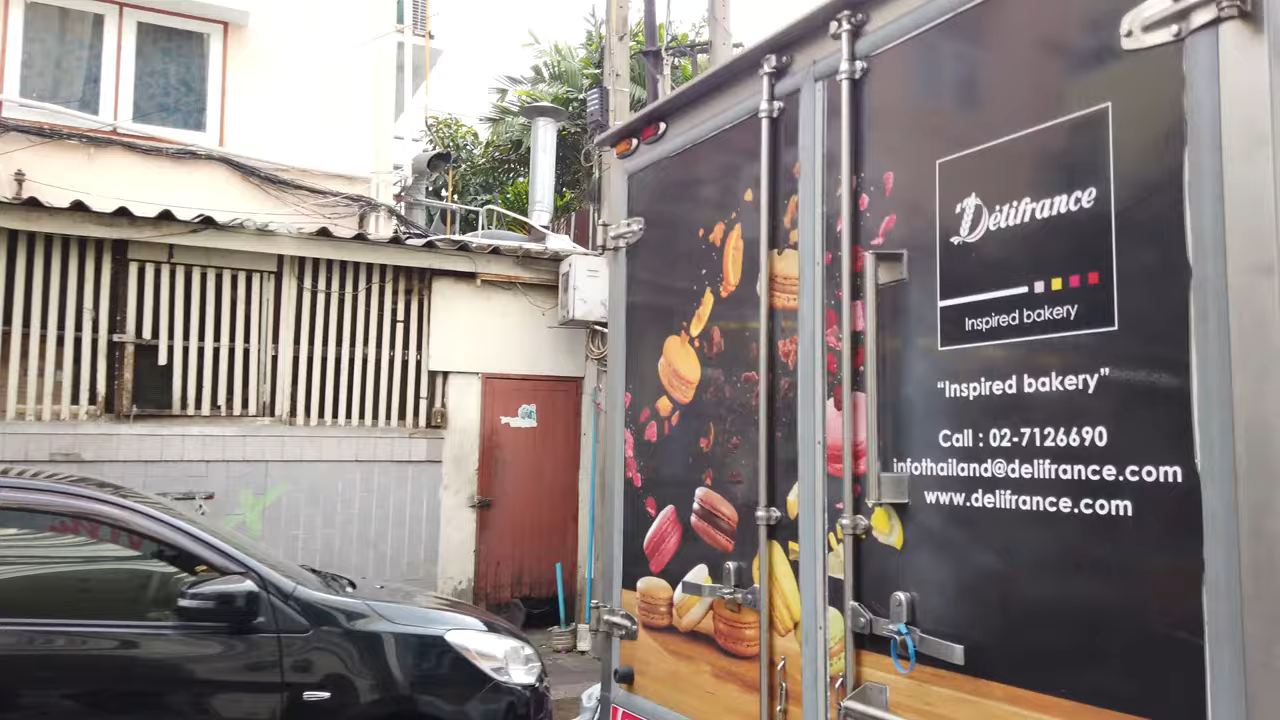 Délifrance
Inspired bakery
“Inspired bakery”
Call : 02-7126690
infothailand@delifrance.com
www.delifrance.com